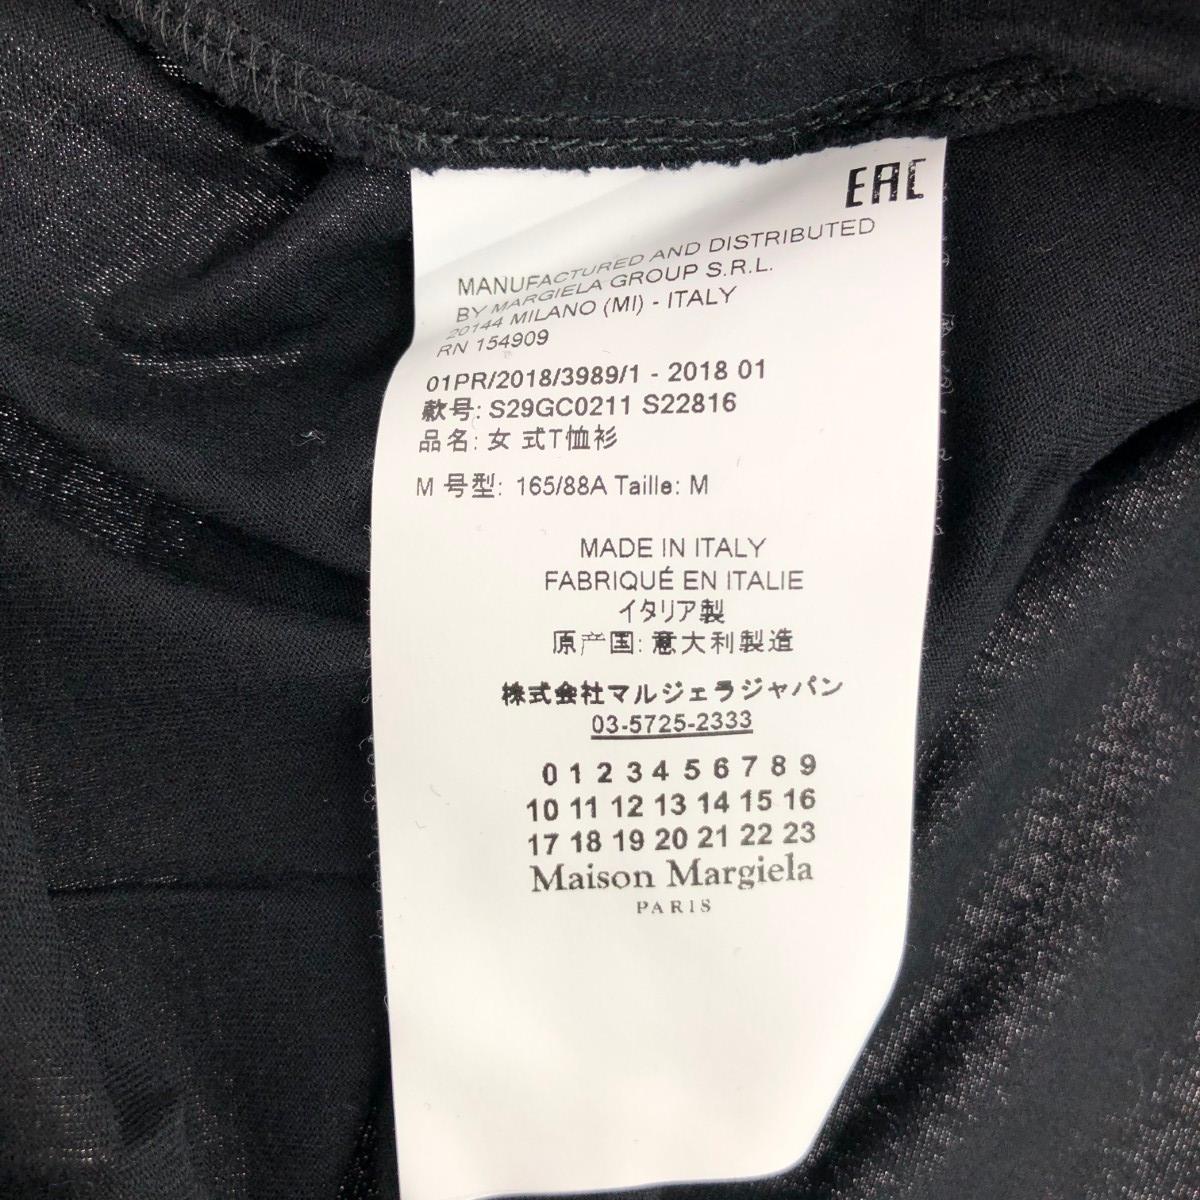 EAC
MANUFACTURED AND DISTRIBUTED
BY MARGIELA GROUP S.R.L.
20144 MILANO (MI) - ITALY
RN 154909
01PR/2018/3989/1 - 2018 01
款号: S29GC0211 S22816
品名: 女 式T恤衫
M 号型: 165/88A Taille: M
MADE IN ITALY
FABRIQUÉ EN ITALIE
イタリア製
原产国: 意大利製造
株式会社マルジェラジャパン
03-5725-2333
0 1 2 3 4 5 6 7 8 9
10 11 12 13 14 15 16
17 18 19 20 21 22 23
Maison Margiela
PARIS